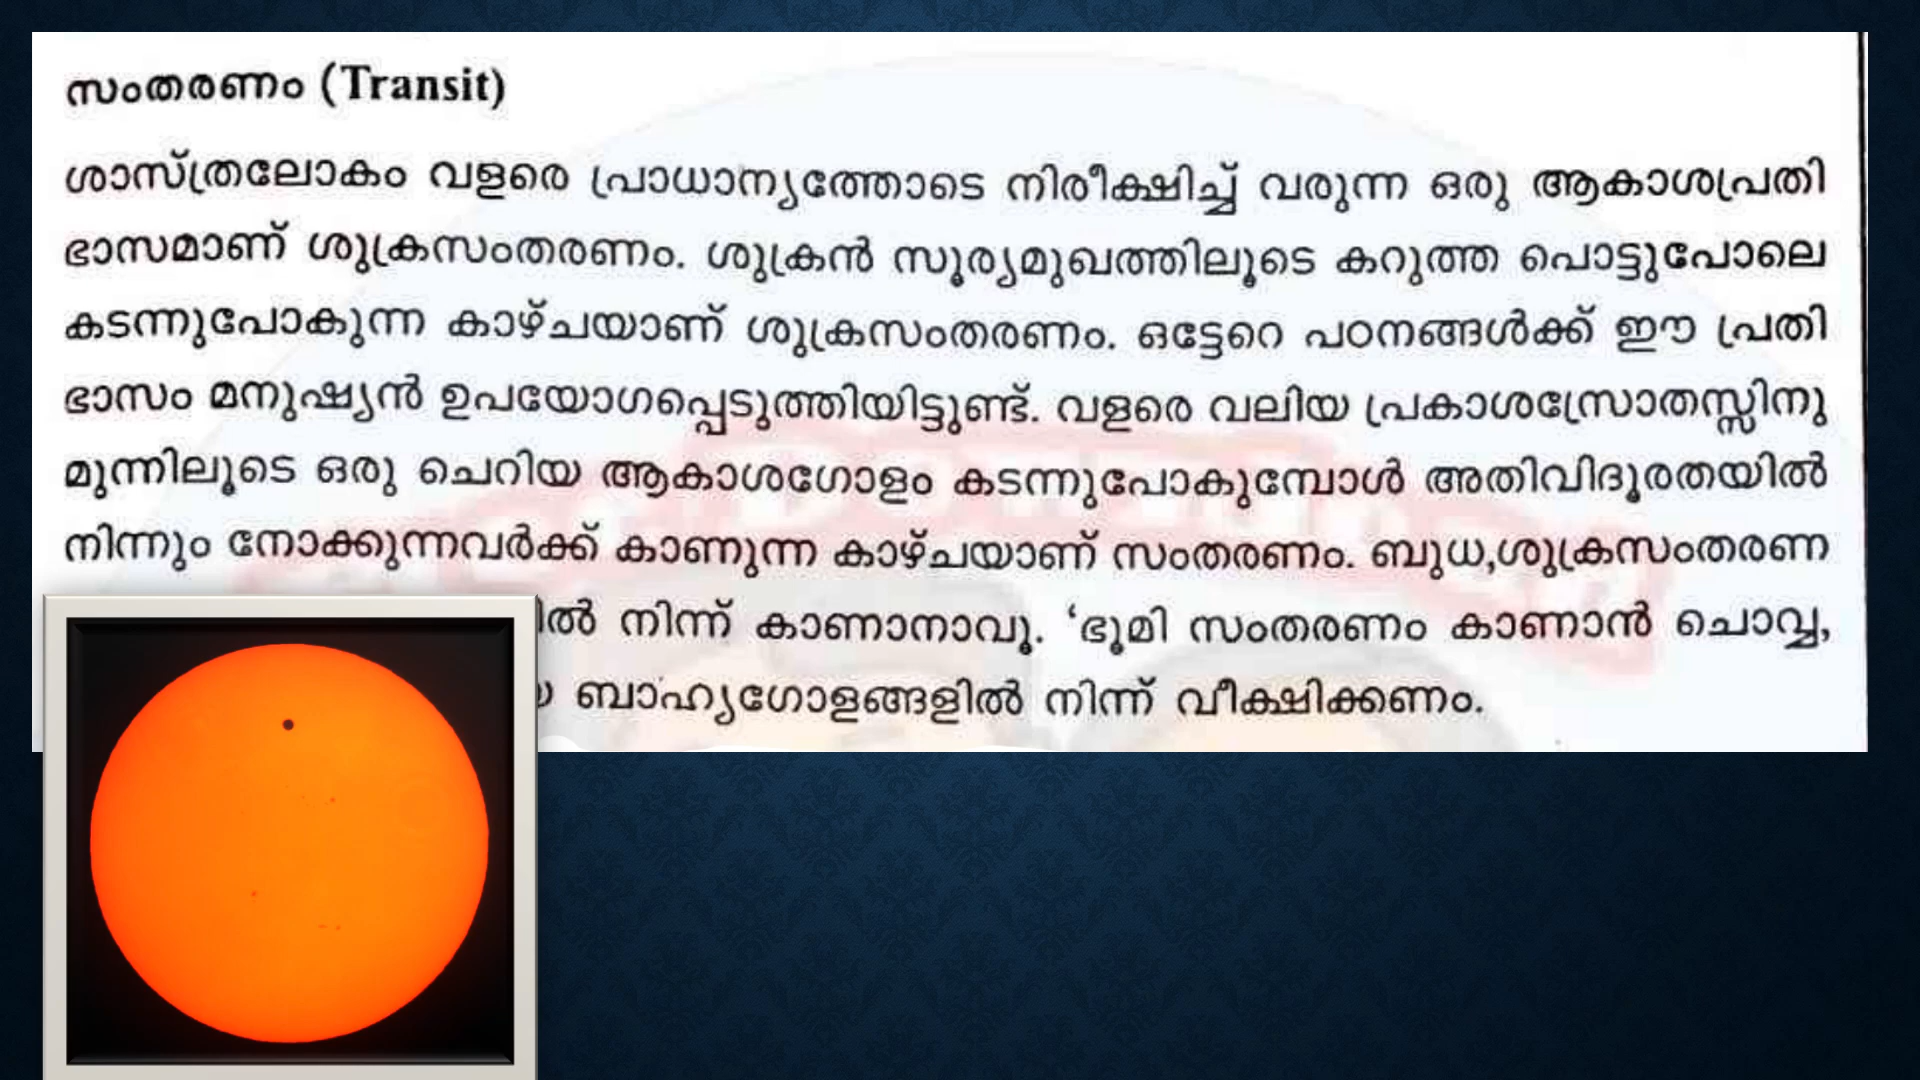 സംതരണം (Transit)
ശാസ്ത്രലോകം വളരെ പ്രാധാന്യത്തോടെ നിരീക്ഷിച്ച് വരുന്ന ഒരു ആകാശപ്രതി
ഭാസമാണ് ശുക്രസംതരണം. ശുക്രൻ സൂര്യമുഖത്തിലൂടെ കറുത്ത പൊട്ടുപോലെ
കടന്നുപോകുന്ന കാഴ്ചയാണ് ശുക്രസംതരണം. ഒട്ടേറെ പഠനങ്ങൾക്ക് ഈ പ്രതി
ഭാസം മനുഷ്യൻ ഉപയോഗപ്പെടുത്തിയിട്ടുണ്ട്. വളരെ വലിയ പ്രകാശസ്രോതസ്സിനു
മുന്നിലൂടെ ഒരു ചെറിയ ആകാശഗോളം കടന്നുപോകുമ്പോൾ അതിവിദൂരതയിൽ
നിന്നും നോക്കുന്നവർക്ക് കാണുന്ന കാഴ്ചയാണ് സംതരണം. ബുധ,ശുക്രസംതരണ
ിൽ നിന്ന് കാണാനാവൂ. ‘ഭൂമി സംതരണം കാണാൻ ചൊവ്വ,
ബാഹ്യഗോളങ്ങളിൽ നിന്ന് വീക്ഷിക്കണം.